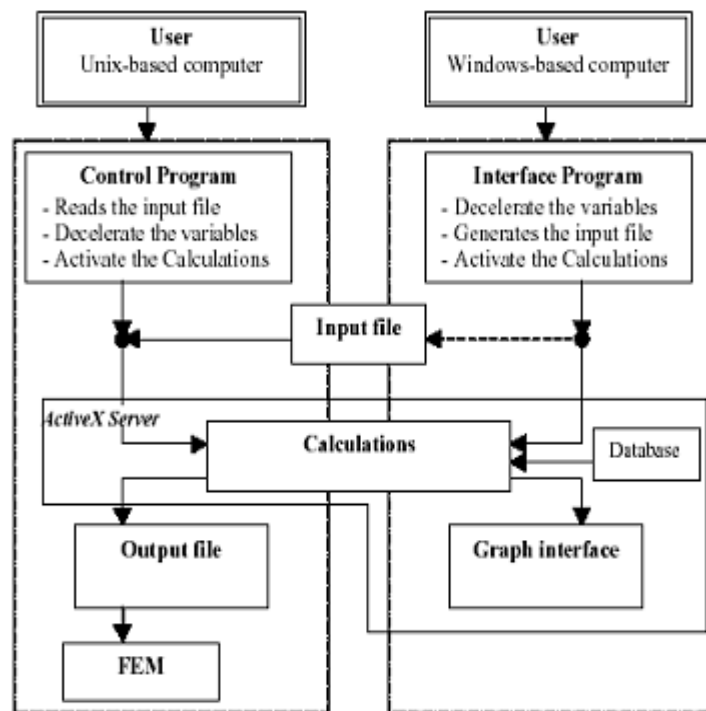 User
Unix-based computer
User
Windows-based computer
Control Program
- Reads the input file
- Decelerate the variables
- Activate the Calculations
Interface Program
- Decelerate the variables
- Generates the input file
- Activate the Calculations
Input file
ActiveX Server
Calculations
Database
Output file
Graph interface
FEM